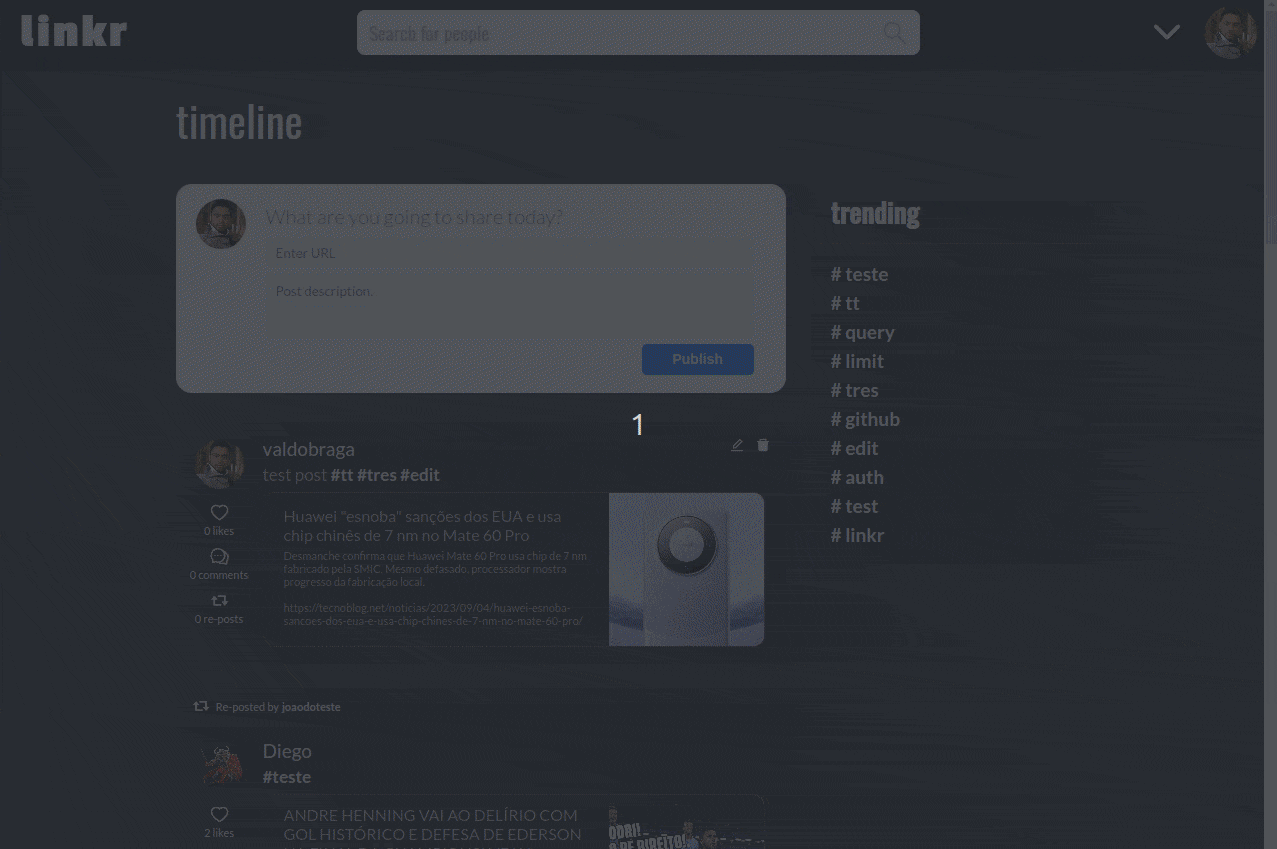 linkr
Search for people
timeline
What are you going to share today?
Enter URL
Post description.
Publish
trending
# teste
# tt
# query
# limit
# tres
# github
# edit
# auth
# test
# linkr
1
valdobraga
test post #tt #tres #edit
0 likes
0 comments
0 re-posts
Huawei "esnoba" sanções dos EUA e usa
chip chinês de 7 nm no Mate 60 Pro
Desmanche confirma que Huawei Mate 60 Pro usa chip de 7 nm
fabricado pela SMIC. Mesmo defasado, processador mostra
progresso da fabricação local.
https://tecnoblog.net/noticias/2023/09/04/huawei-esnoba-
sancoes-dos-eua-e-usa-chip-chines-de-7-nm-no-mate-60-pro/
Re-posted by joaodoteste
Diego
#teste
2 likes
ANDRE HENNING VAI AO DELÍRIO COM
GOL HISTÓRICO E DEFESA DE EDERSON